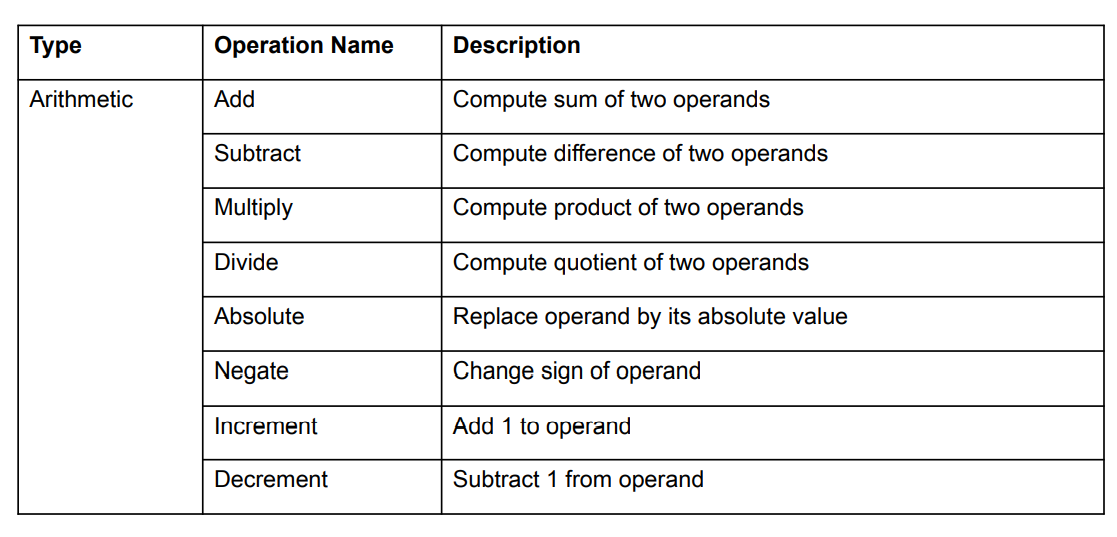 Type Operation Name Description
Arithmetic Add Compute sum of two operands
Subtract Compute difference of two operands
Multiply Compute product of two operands
Divide Compute quotient of two operands
Absolute Replace operand by its absolute value
Negate Change sign of operand
Increment Add 1 to operand
Decrement Subtract 1 from operand